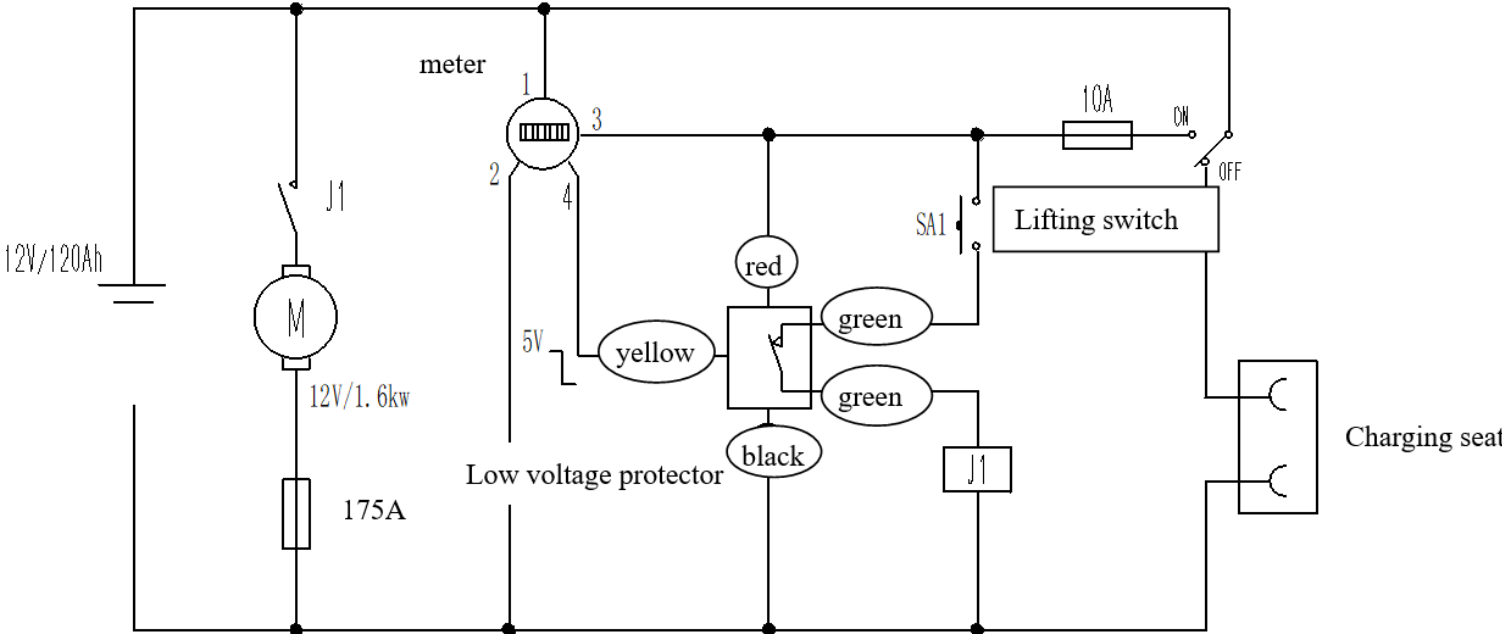 meter
1
2
3
4
10A
ON
OFF
J1
SA1
Lifting switch
12V/120Ah
M
red
green
5V
yellow
12V/1.6kw
green
black
Low voltage protector
J1
Charging seat
175A